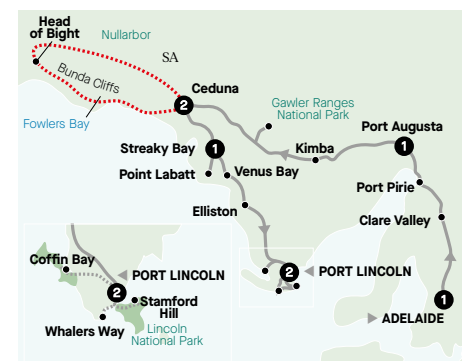 Head
of Bight
Nullarbor
SA
Bunda Cliffs
Ceduna
2
Fowlers Bay
Gawler Ranges
National Park
Port Augusta
1
Streaky Bay
1
Kimba
Point Labatt
Venus Bay
Port Pirie
Elliston
Clare Valley
Coffin Bay
PORT LINCOLN
2
PORT LINCOLN
2
Stamford
Hill
Whalers Way
Lincoln
National Park
1
ADELAIDE